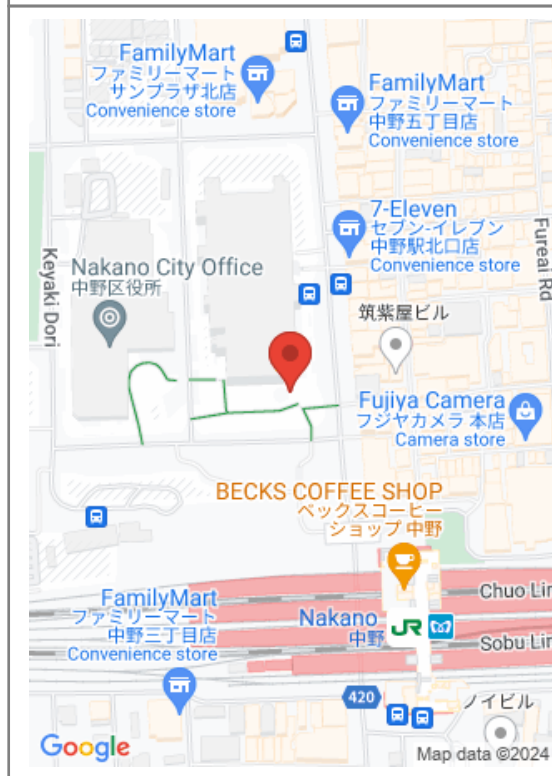 FamilyMart
ファミリーマート
サンプラザ北店
Convenience store
FamilyMart
ファミリーマート
中野五丁目店
Convenience store
7-Eleven
セブン-イレブン
中野駅北口店
Convenience store
Fureai Rd
Keyaki Dori
Nakano City Office
中野区役所
筑紫屋ビル
Fujiya Camera
フジヤカメラ 本店
Camera store
BECKS COFFEE SHOP
ベックスコーヒー
ショップ 中野
FamilyMart
ファミリーマート
中野三丁目店
Convenience store
Chuo Lin
Nakano
中野
JR
Sobu Lin
420
ノイビル
Google
Map data ©2024